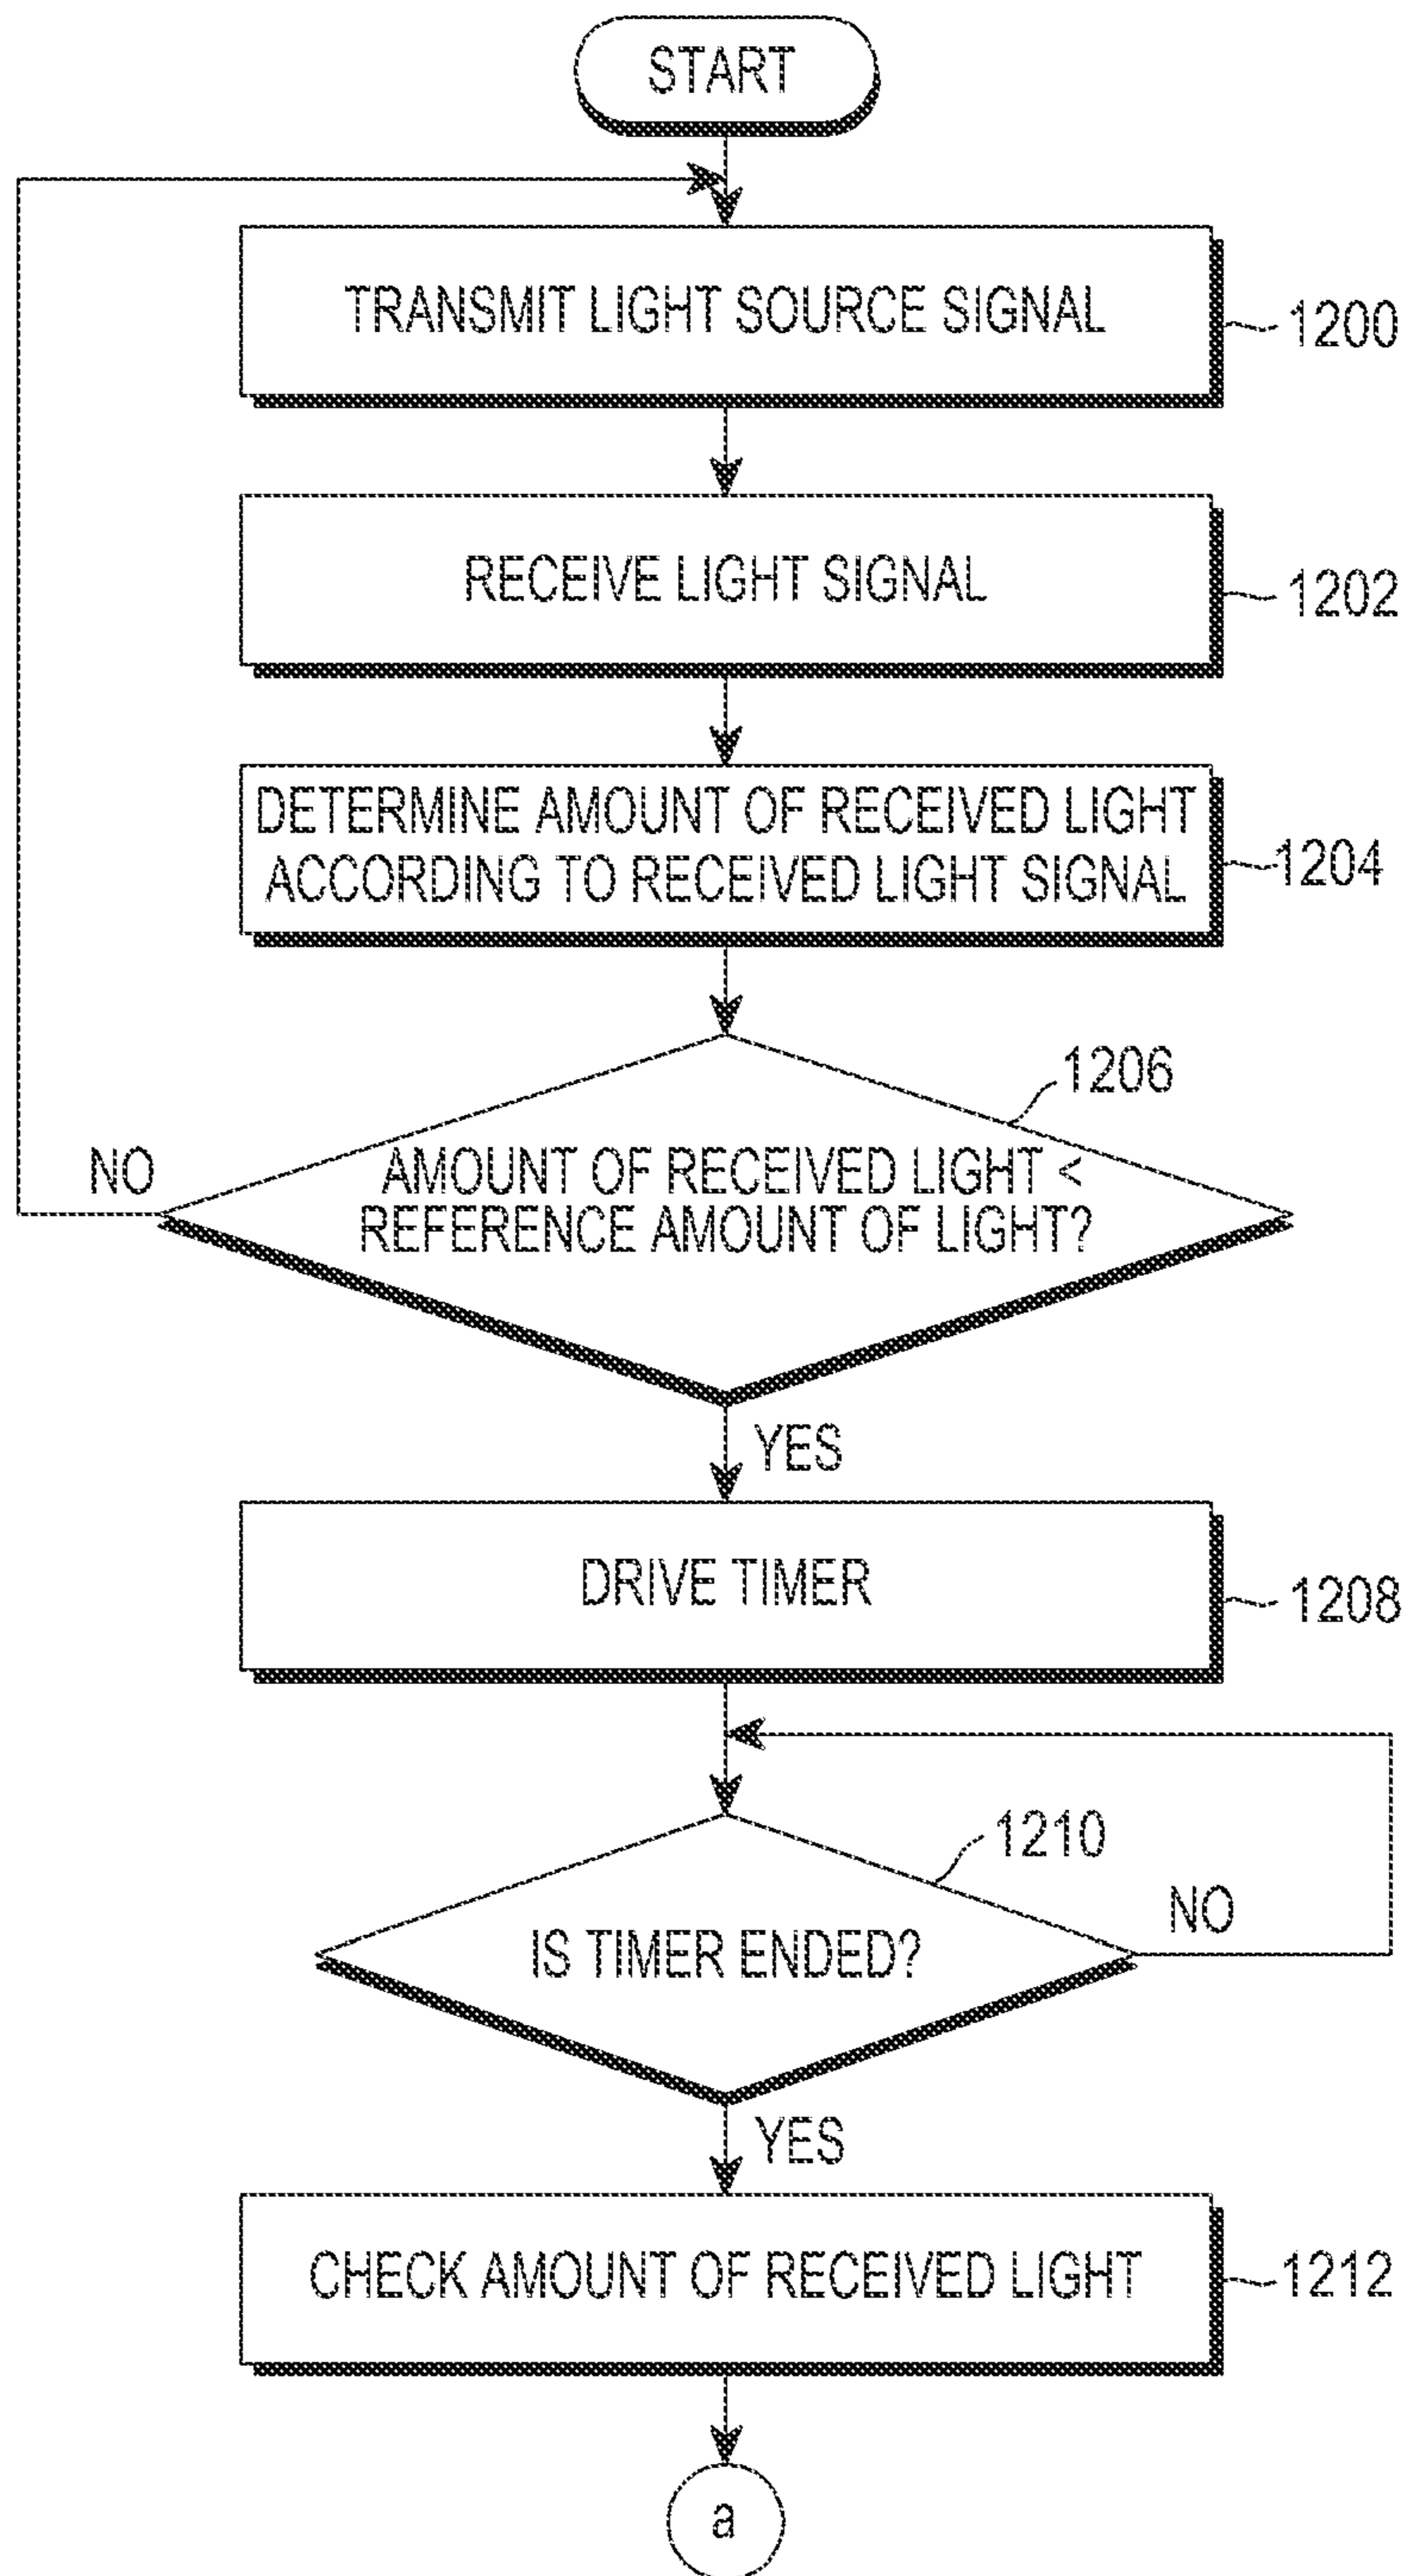 START
TRANSMIT LIGHT SOURCE SIGNAL
1200
RECEIVE LIGHT SIGNAL
1202
DETERMINE AMOUNT OF RECEIVED LIGHT
ACCORDING TO RECEIVED LIGHT SIGNAL
1204
1206
NO
AMOUNT OF RECEIVED LIGHT <
REFERENCE AMOUNT OF LIGHT?
YES
DRIVE TIMER
1208
1210
NO
IS TIMER ENDED?
YES
CHECK AMOUNT OF RECEIVED LIGHT
1212
a